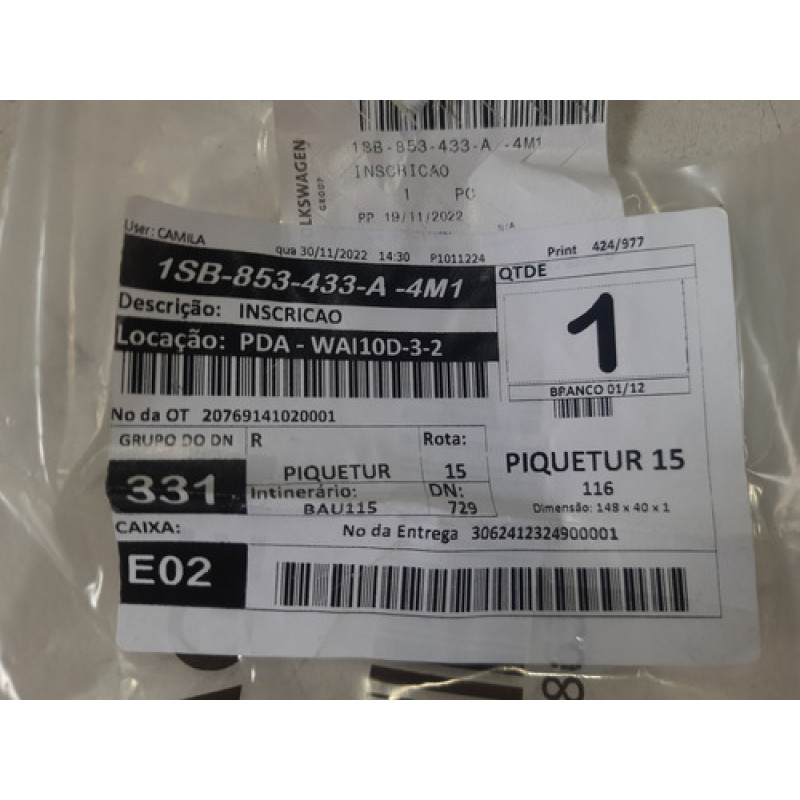 1SB-853-433-A -4M1
INSCRICAO
1 PC
PP 19/11/2022
N/A
LKSWAGEN
GROUP
User: CAMILA
qua 30/11/2022 14:30 P1011224 Print 424/977
1SB-853-433-A -4M1
QTDE
Descrição: INSCRICAO
1
Locação: PDA - WAI10D-3-2
BRANCO 01/12
No da OT 20769141020001
GRUPO DO DN R Rota:
331 PIQUETUR 15
PIQUETUR 15
116
Intinerário: DN:
BAU115 729
Dimensão: 148 x 40 x 1
CAIXA:
No da Entrega 3062412324900001
E02